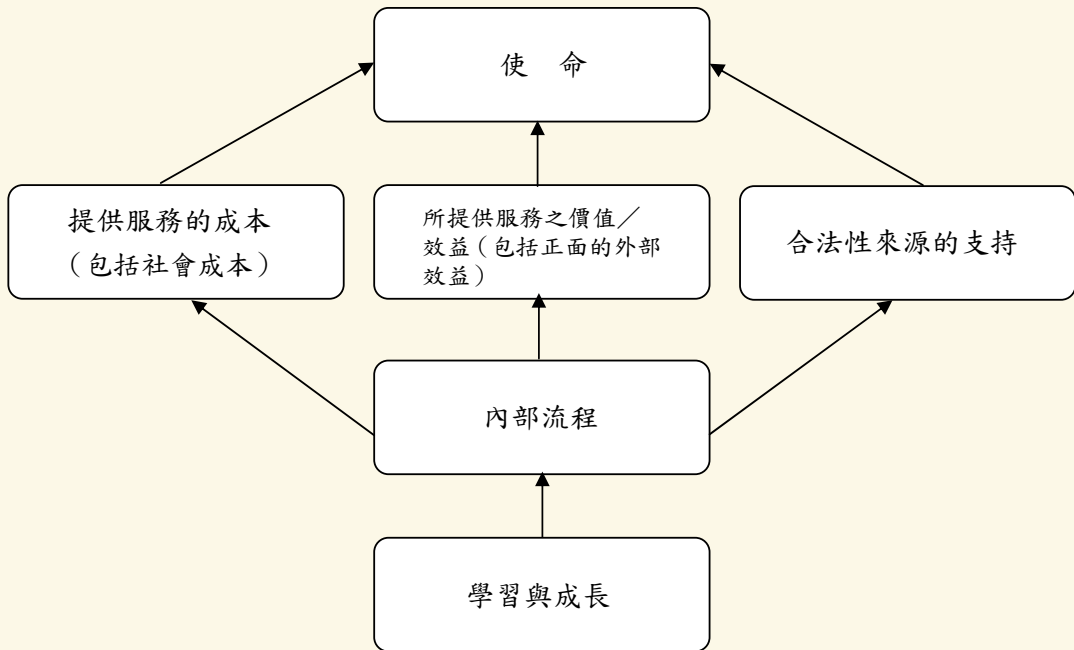 使　命
提供服務的成本
（包括社會成本）
所提供服務之價值／
效益（包括正面的外部
效益）
合法性來源的支持
內部流程
學習與成長